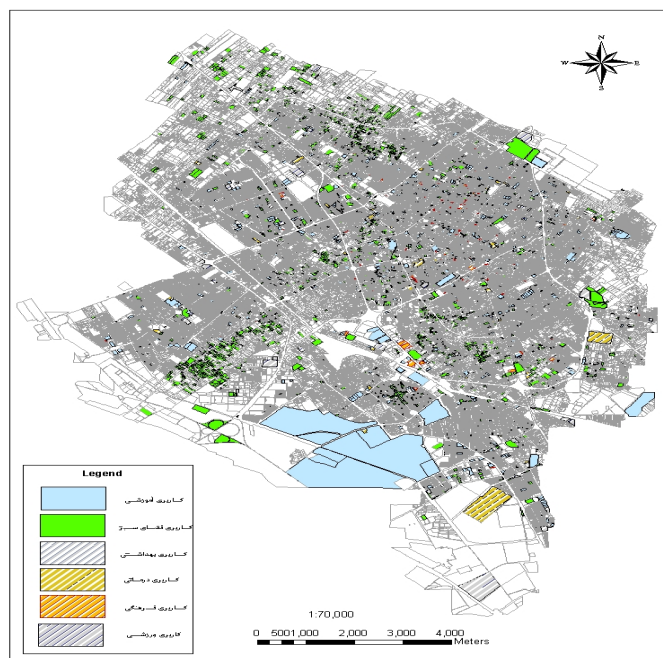 N
W E
S
Legend
کاربری آموزشی
کاربری فضای سبز
کاربری بهداشتی
کاربری درمانی
کاربری فرهنگی
کاربری ورزشی
1:70,000
0 500 1,000 2,000 3,000 4,000
Meters